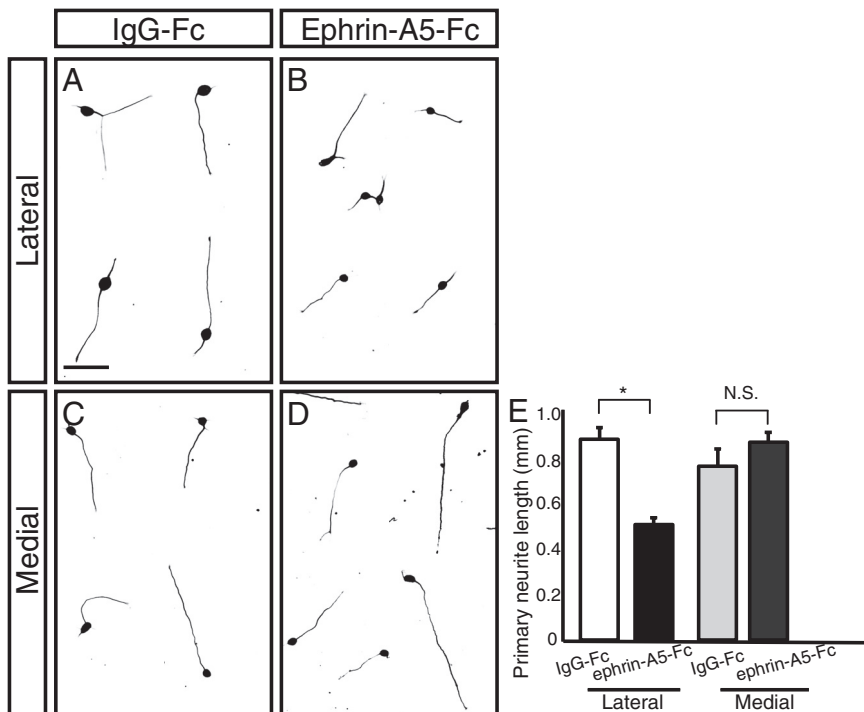 IgG-Fc
Ephrin-A5-Fc
Lateral
A
B
Medial
C
D
E
*
N.S.
Primary neurite length (mm)
1.0
0.8
0.6
0.4
0.2
0
IgG-Fc
ephrin-A5-Fc
IgG-Fc
ephrin-A5-Fc
Lateral
Medial